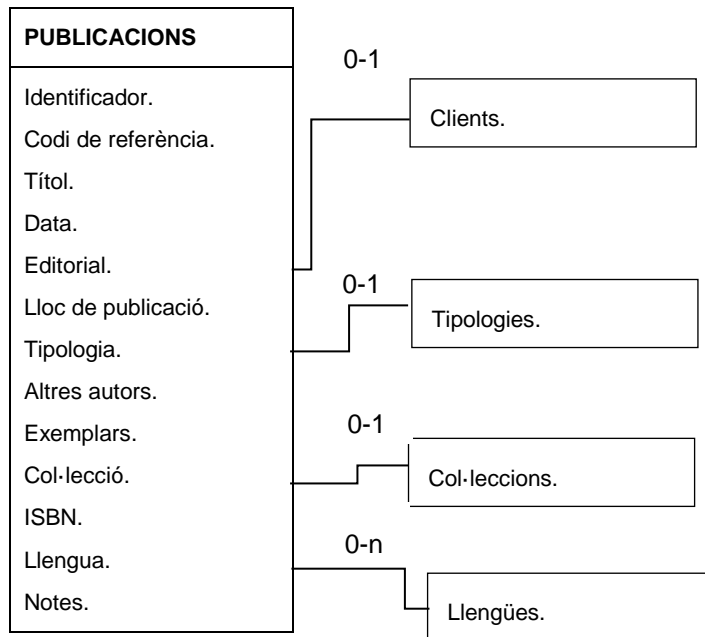 PUBLICACIONS
Identificador.
Codi de referència.
Títol.
Data.
Editorial.
Lloc de publicació.
Tipologia.
Altres autors.
Exemplars.
Col·lecció.
ISBN.
Llengua.
Notes.
0-1
Clients.
0-1
Tipologies.
0-1
Col·leccions.
0-n
Llengües.